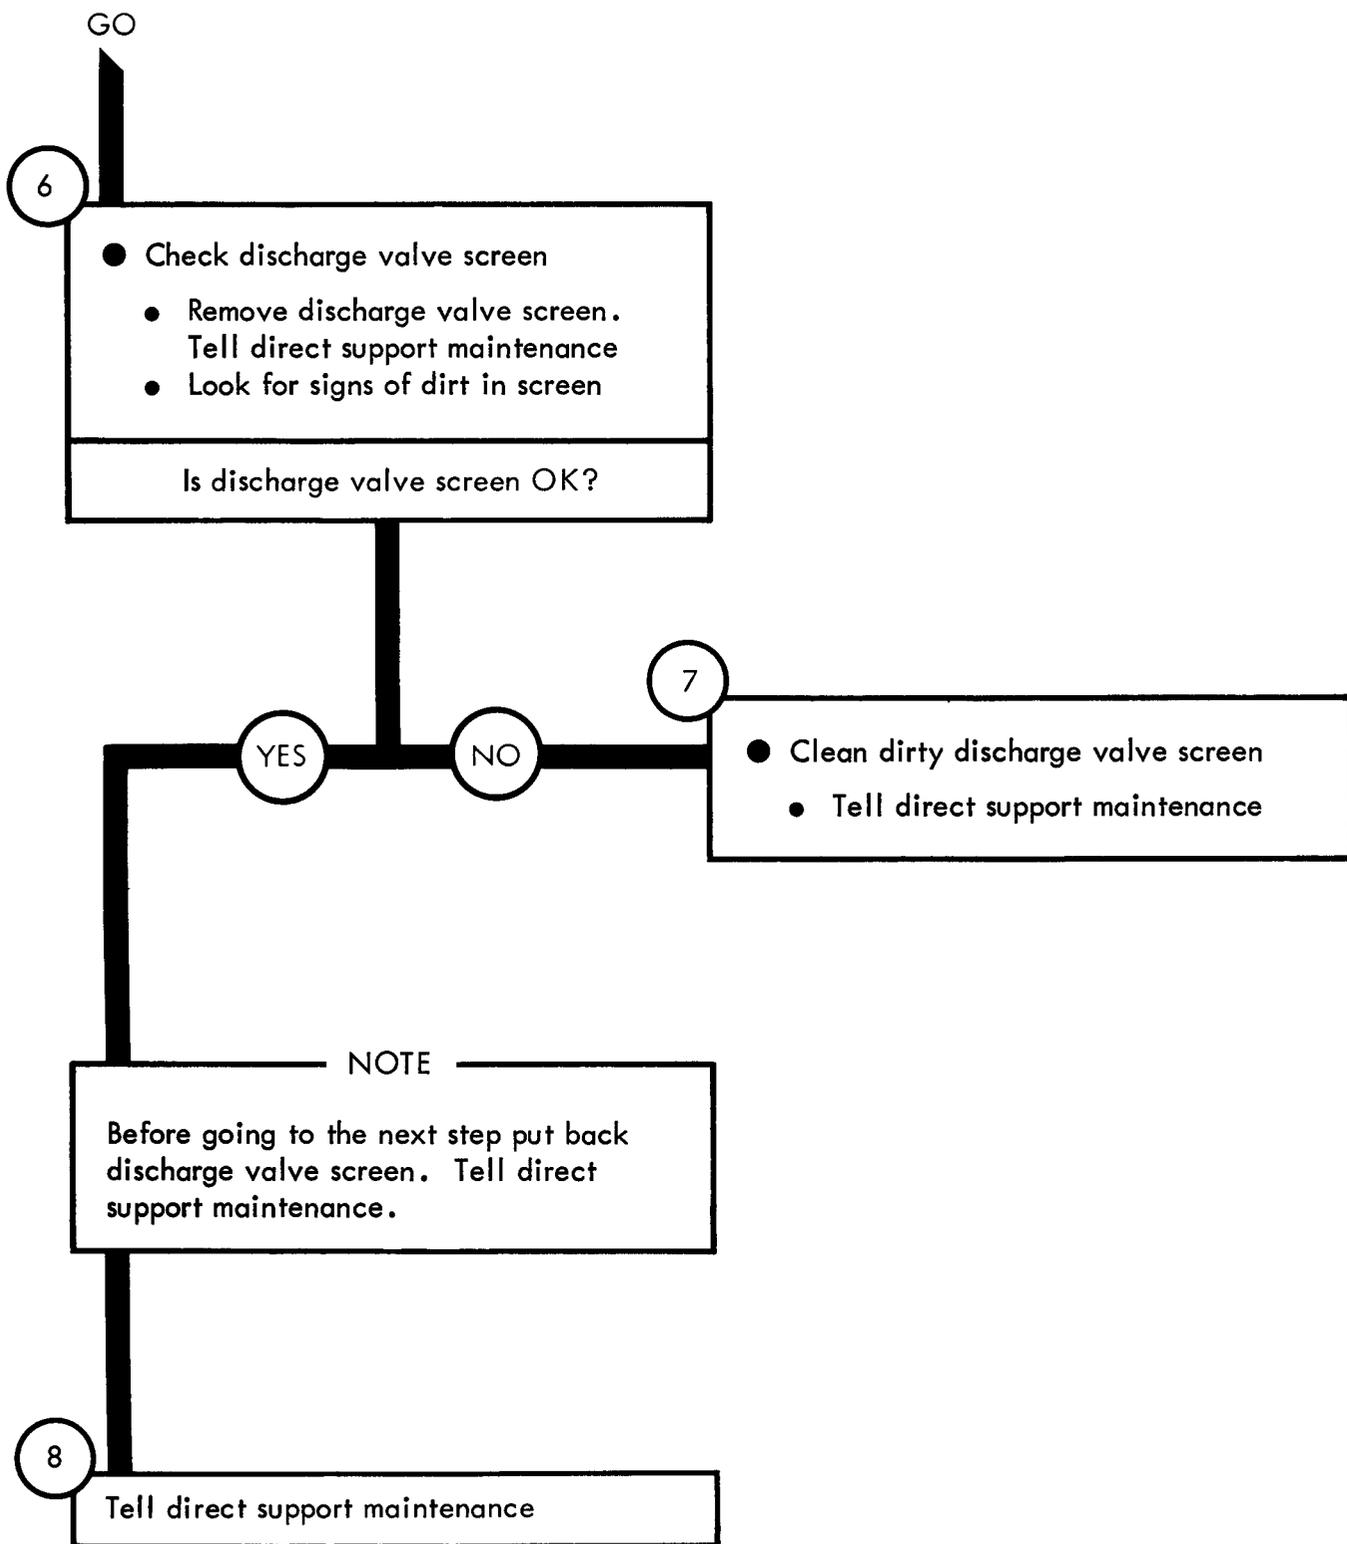 GO
6
● Check discharge valve screen
● Remove discharge valve screen.
Tell direct support maintenance
● Look for signs of dirt in screen
Is discharge valve screen OK?
YES
NO
7
● Clean dirty discharge valve screen
● Tell direct support maintenance
NOTE
Before going to the next step put back
discharge valve screen. Tell direct
support maintenance.
8
Tell direct support maintenance